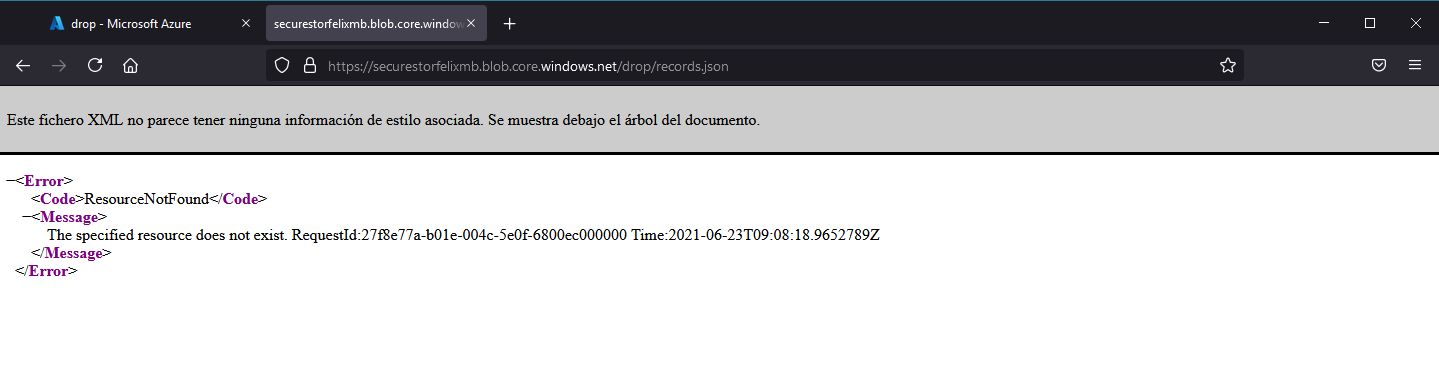 drop - Microsoft Azure
securestorfelixmb.blob.core.window
https://securestorfelixmb.blob.core.windows.net/drop/records.json
Este fichero XML no parece tener ninguna información de estilo asociada. Se muestra debajo el árbol del documento.
−<Error>
<Code>ResourceNotFound</Code>
−<Message>
The specified resource does not exist. RequestId:27f8e77a-b01e-004c-5e0f-6800ec000000 Time:2021-06-23T09:08:18.9652789Z
</Message>
</Error>